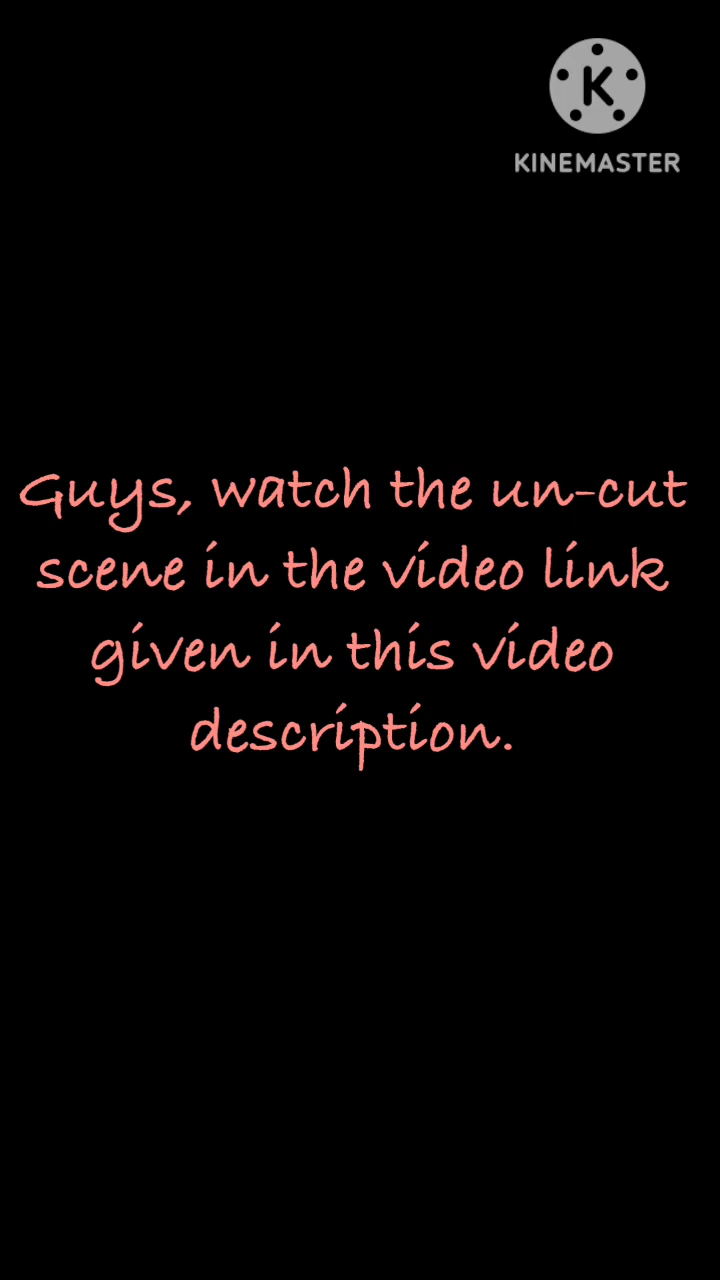 K
KINEMASTER
Guys, watch the un-cut
scene in the video link
given in this video
description.